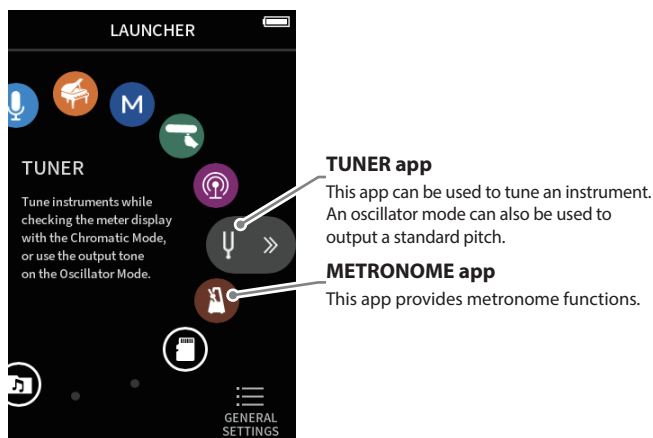 LAUNCHER
M
TUNER
Tune instruments while
checking the meter display
with the Chromatic Mode,
or use the output tone
on the Oscillator Mode.
GENERAL
SETTINGS
TUNER app
This app can be used to tune an instrument.
An oscillator mode can also be used to
output a standard pitch.
METRONOME app
This app provides metronome functions.